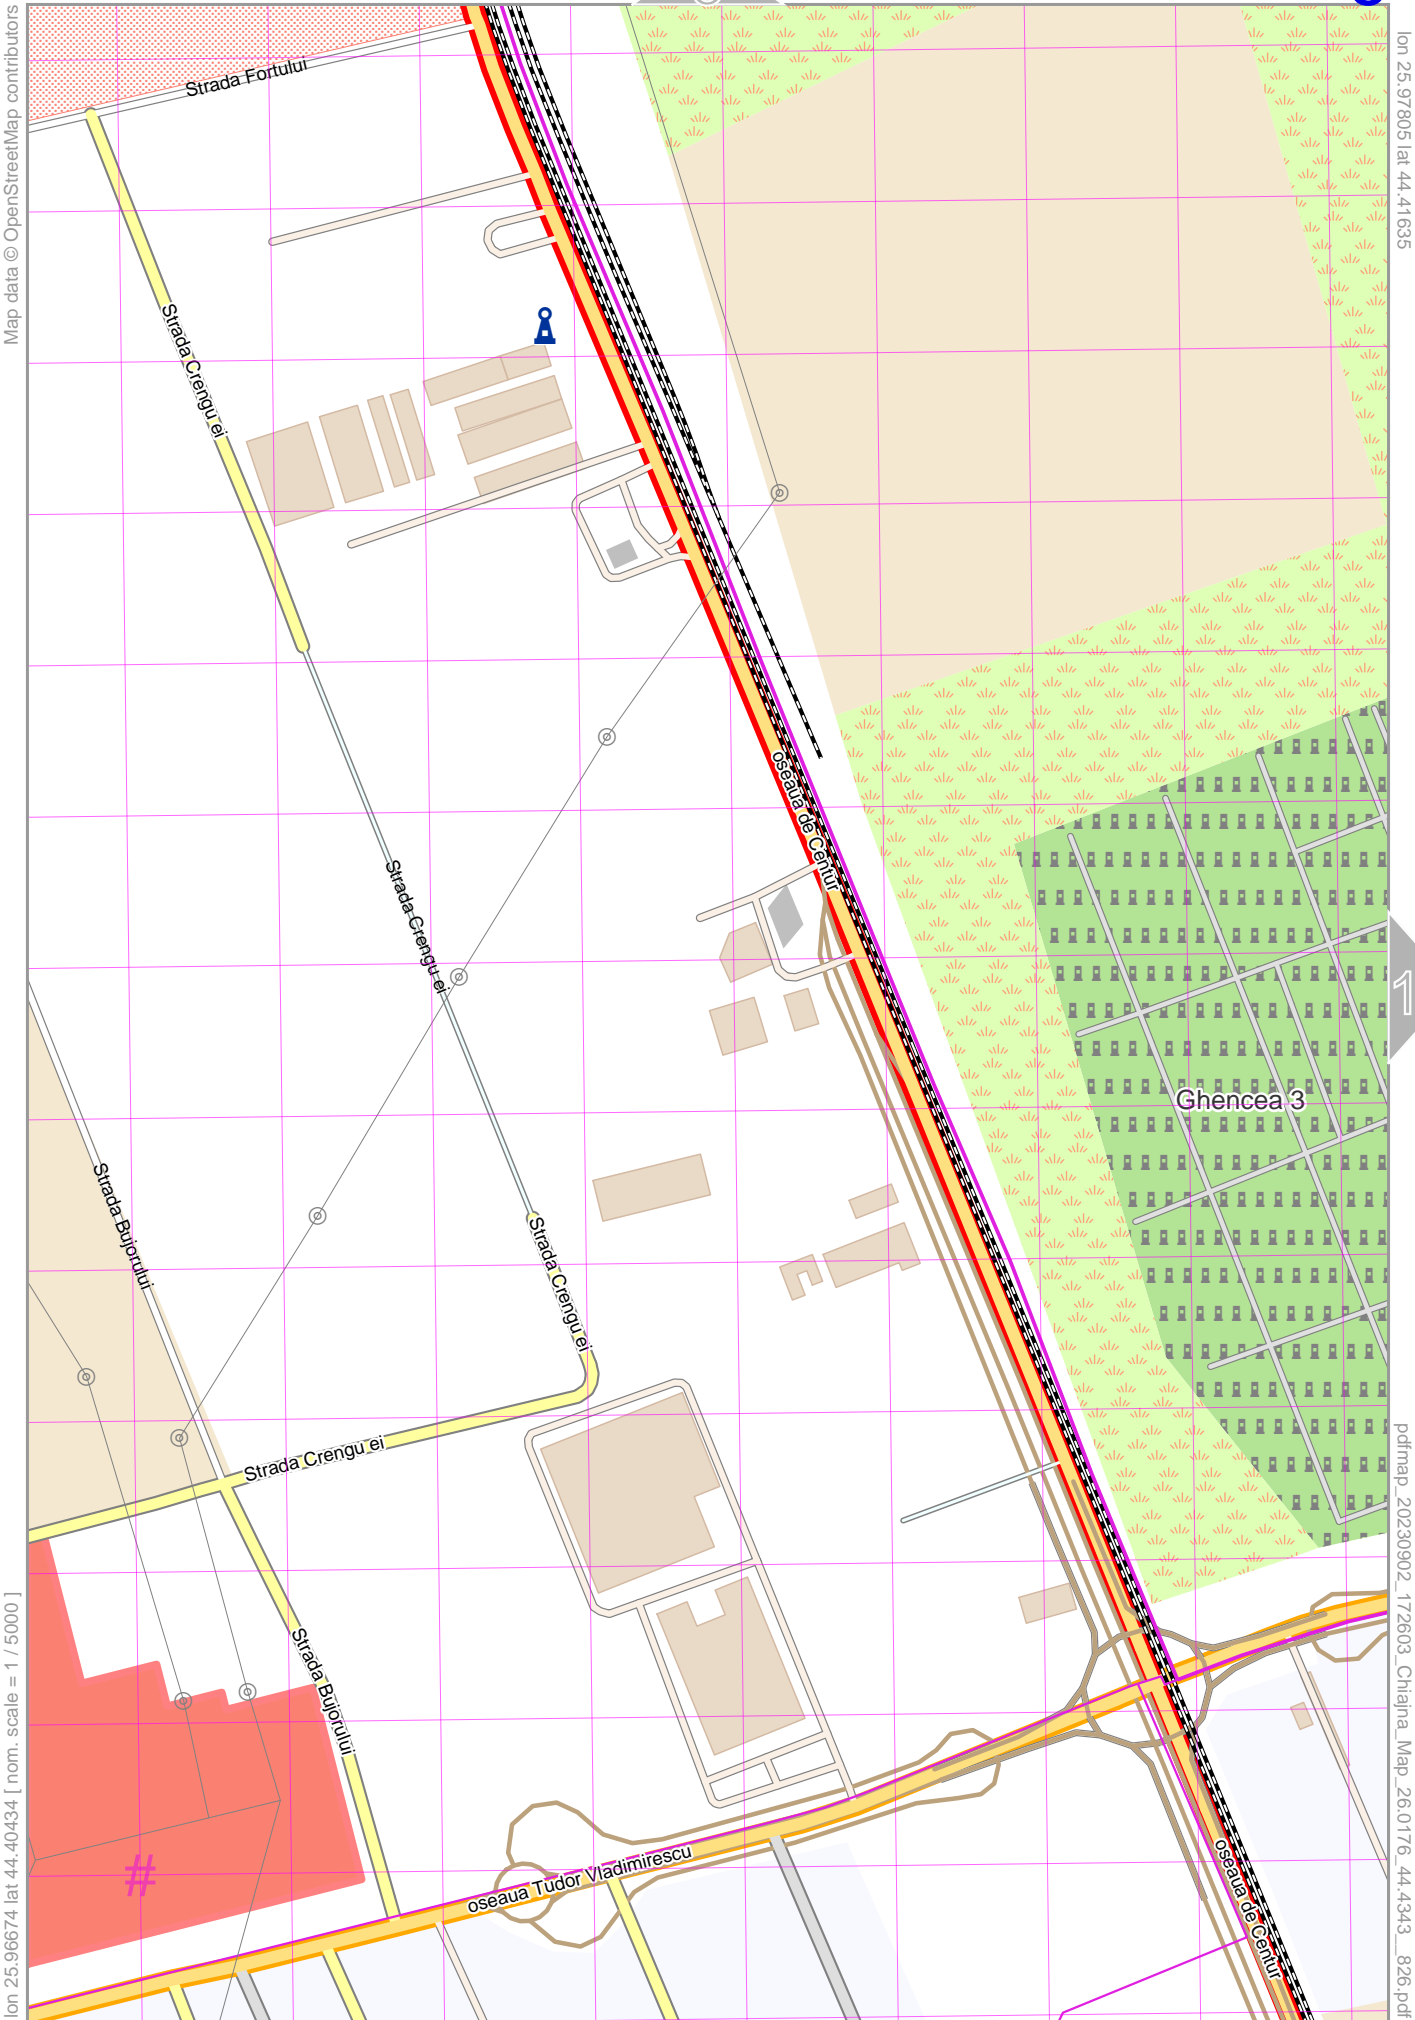 Strada Fortului
Strada Crengu ei
oseaua de Centur
Strada Crengu ei
Ghencea 3
Strada Bujorului
Strada Crengu ei
Strada Crengu ei
Strada Bujorului
oseaua Tudor Vladimirescu
oseaua de Centur
#
1
Map data © OpenStreetMap contributors
lon 25.96674 lat 44.40434 [ nom. scale = 1 / 5000 ]
lon 25.97805 lat 44.41635
pdfmap_20230902_172603_Chiajna_Map_26.0176_44.4343__826.pdf